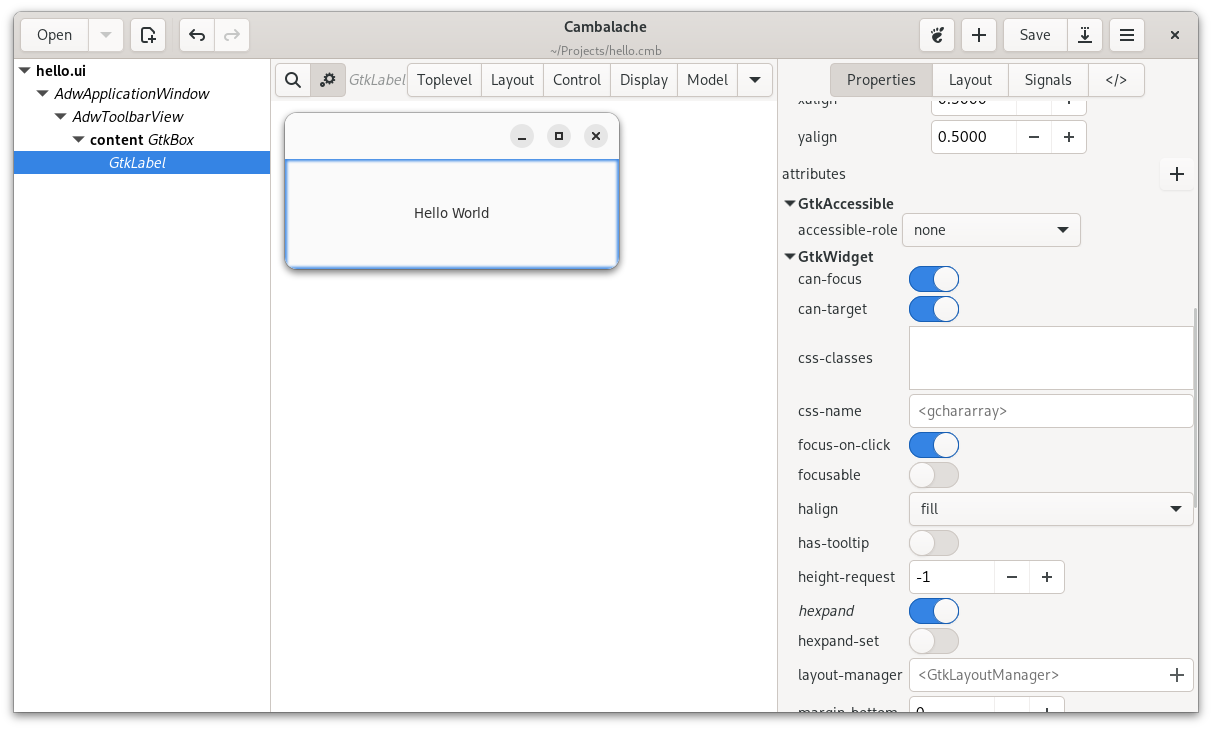 Open
Cambalache
~/Projects/hello.cmb
Save
hello.ui
AdwApplicationWindow
AdwToolbarView
content GtkBox
GtkLabel
GtkLabel Toplevel Layout Control Display Model
Hello World
Properties Layout Signals </>
xalign 0.5000
yalign 0.5000
attributes
GtkAccessible
accessible-role none
GtkWidget
can-focus
can-target
css-classes
css-name <gchararray>
focus-on-click
focusable
halign fill
has-tooltip
height-request -1
hexpand
hexpand-set
layout-manager <GtkLayoutManager>
margin-bottom 0